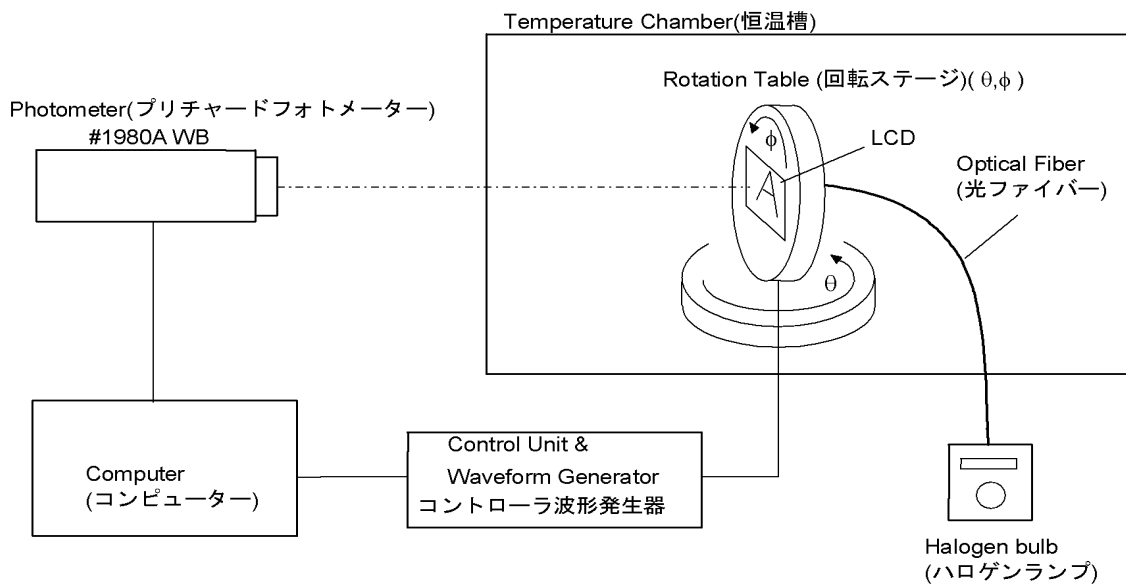 Temperature Chamber(恒温槽)
Rotation Table (回転ステージ)( θ,φ )
Photometer(プリチャードフォトメーター)
#1980A WB
φ
LCD
A
Optical Fiber
(光ファイバー)
θ
Computer
(コンピューター)
Control Unit &
Waveform Generator
コントローラ波形発生器
Halogen bulb
(ハロゲンランプ)